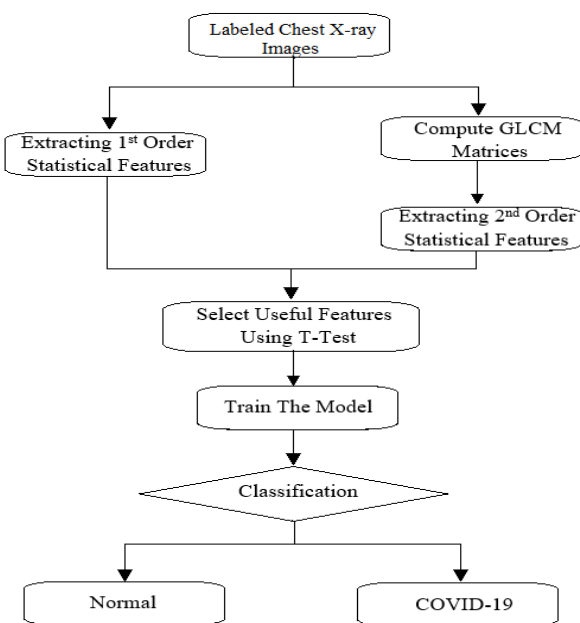 Labeled Chest X-ray
Images
Extracting 1st Order
Statistical Features
Compute GLCM
Matrices
Extracting 2nd Order
Statistical Features
Select Useful Features
Using T-Test
Train The Model
Classification
Normal
COVID-19